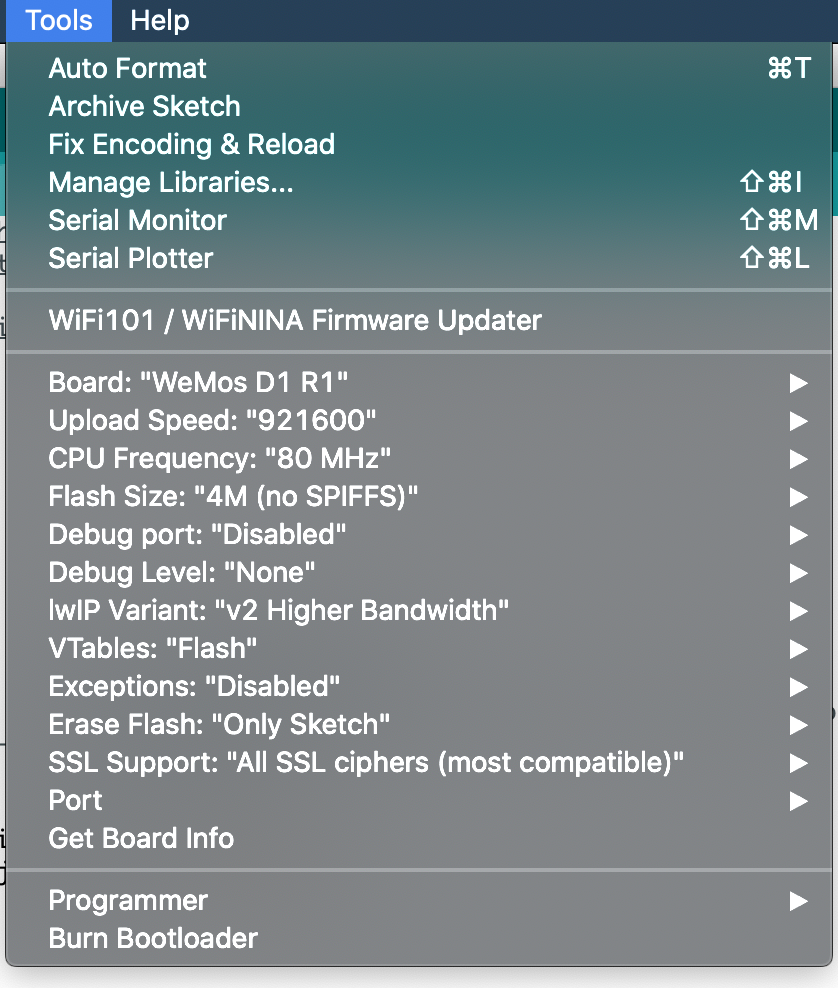 Tools Help
Auto Format ⌘T
Archive Sketch
Fix Encoding & Reload
Manage Libraries... ⇧⌘I
Serial Monitor ⇧⌘M
Serial Plotter ⇧⌘L
WiFi101 / WiFiNINA Firmware Updater
Board: "WeMos D1 R1" ▶
Upload Speed: "921600" ▶
CPU Frequency: "80 MHz" ▶
Flash Size: "4M (no SPIFFS)" ▶
Debug port: "Disabled" ▶
Debug Level: "None" ▶
lwIP Variant: "v2 Higher Bandwidth" ▶
VTables: "Flash" ▶
Exceptions: "Disabled" ▶
Erase Flash: "Only Sketch" ▶
SSL Support: "All SSL ciphers (most compatible)" ▶
Port ▶
Get Board Info
Programmer ▶
Burn Bootloader